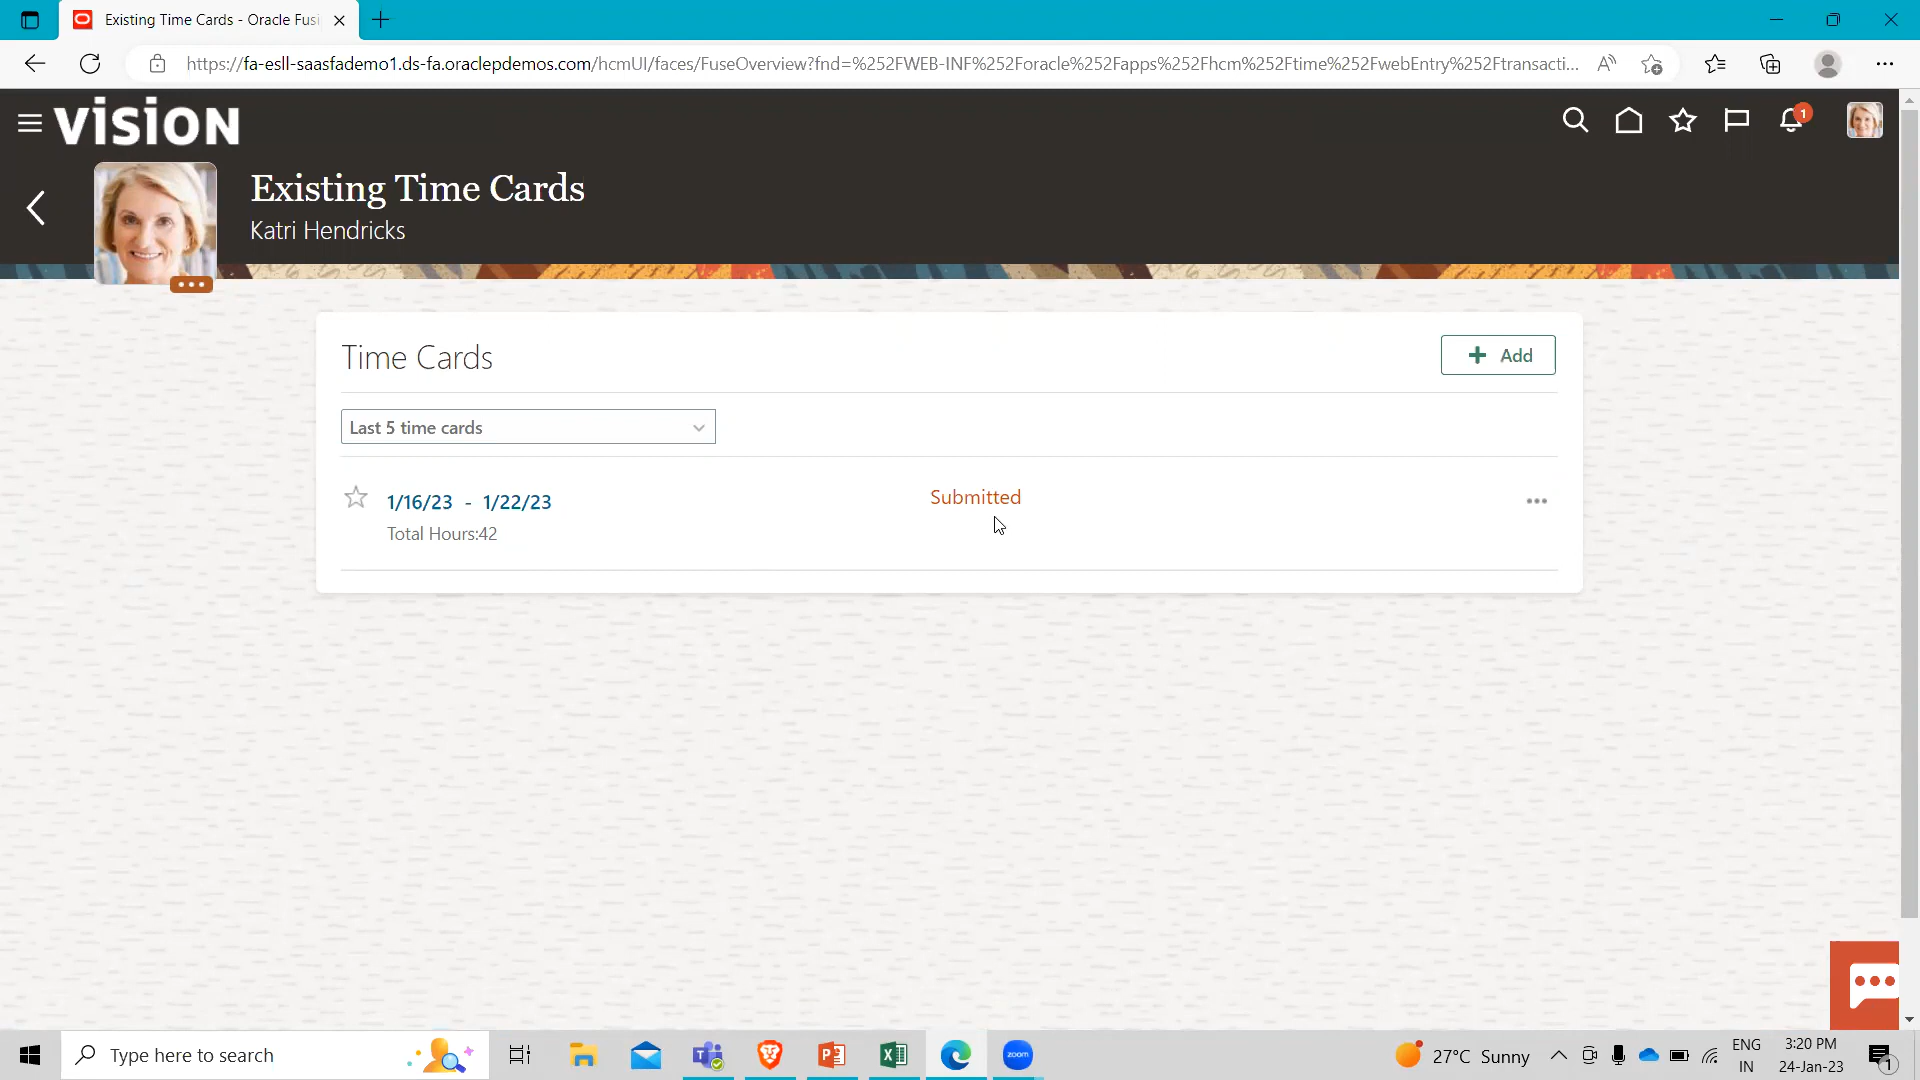 Existing Time Cards - Oracle Fusi
https://fa-esll-saasfademo1.ds-fa.oraclepdemos.com/hcmUI/faces/FuseOverview?fnd=%252FWEB-INF%252Foracle%252Fapps%252Fhcm%252Ftime%252FwebEntry%252Ftransacti...
vision
1
Existing Time Cards
Katri Hendricks
Time Cards
Add
Last 5 time cards
1/16/23 - 1/22/23
Submitted
Total Hours:42
Type here to search
zoom
27°C Sunny
ENG
IN
3:20 PM
24-Jan-23
1